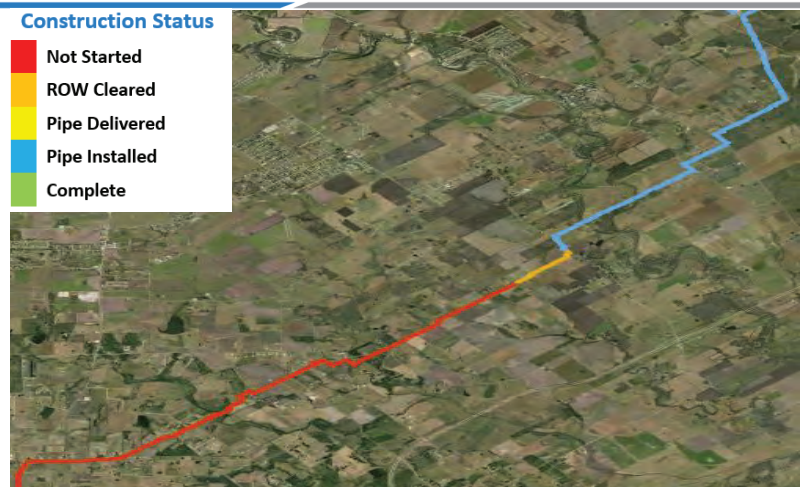 Construction Status
Not Started
ROW Cleared
Pipe Delivered
Pipe Installed
Complete